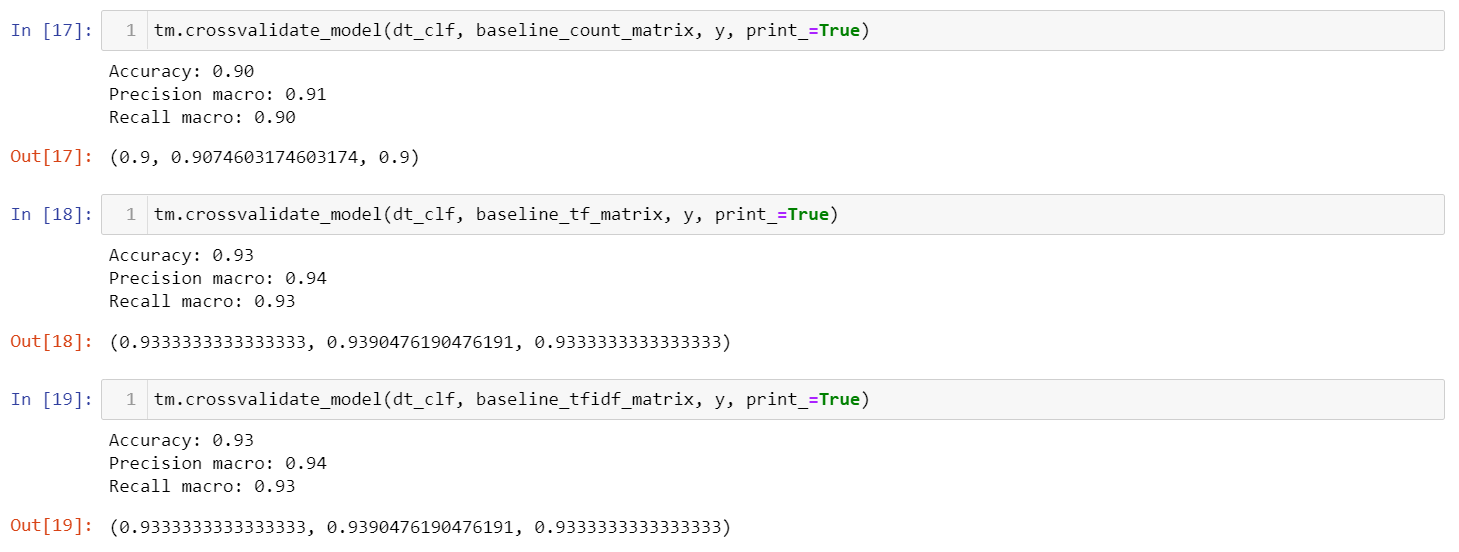 In [17]: 1 tm.crossvalidate_model(dt_clf, baseline_count_matrix, y, print_=True)
Accuracy: 0.90
Precision macro: 0.91
Recall macro: 0.90
Out[17]: (0.9, 0.9074603174603174, 0.9)
In [18]: 1 tm.crossvalidate_model(dt_clf, baseline_tf_matrix, y, print_=True)
Accuracy: 0.93
Precision macro: 0.94
Recall macro: 0.93
Out[18]: (0.9333333333333333, 0.9390476190476191, 0.9333333333333333)
In [19]: 1 tm.crossvalidate_model(dt_clf, baseline_tfidf_matrix, y, print_=True)
Accuracy: 0.93
Precision macro: 0.94
Recall macro: 0.93
Out[19]: (0.9333333333333333, 0.9390476190476191, 0.9333333333333333)